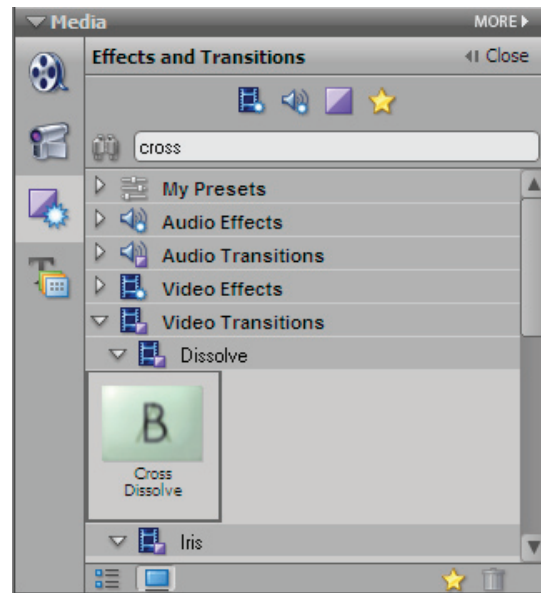 Media MORE
Effects and Transitions Close
cross
My Presets
Audio Effects
Audio Transitions
Video Effects
Video Transitions
Dissolve
B
Cross
Dissolve
Iris